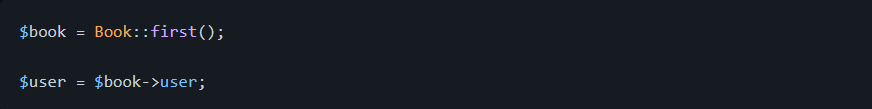 $book = Book::first();
$user = $book->user;